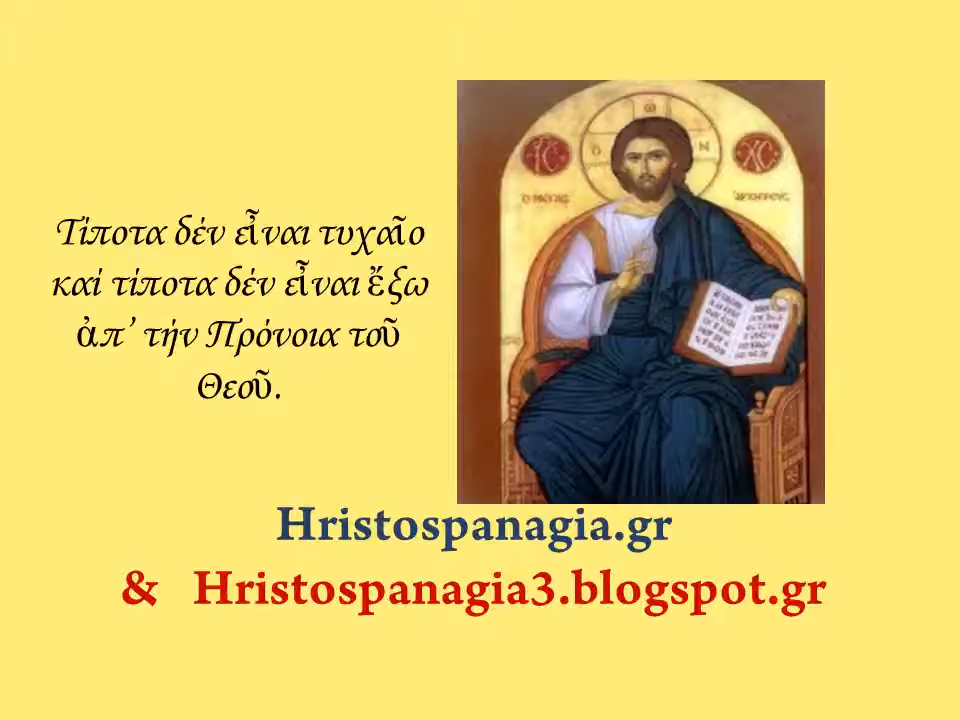 Τίποτα δέν εἶναι τυχαῖο
καί τίποτα δέν εἶναι ἔξω
ἀπ’ τήν Πρόνοια τοῦ
Θεοῦ.
Ὁ Ν
IC XC
Hristospanagia.gr
& Hristospanagia3.blogspot.gr